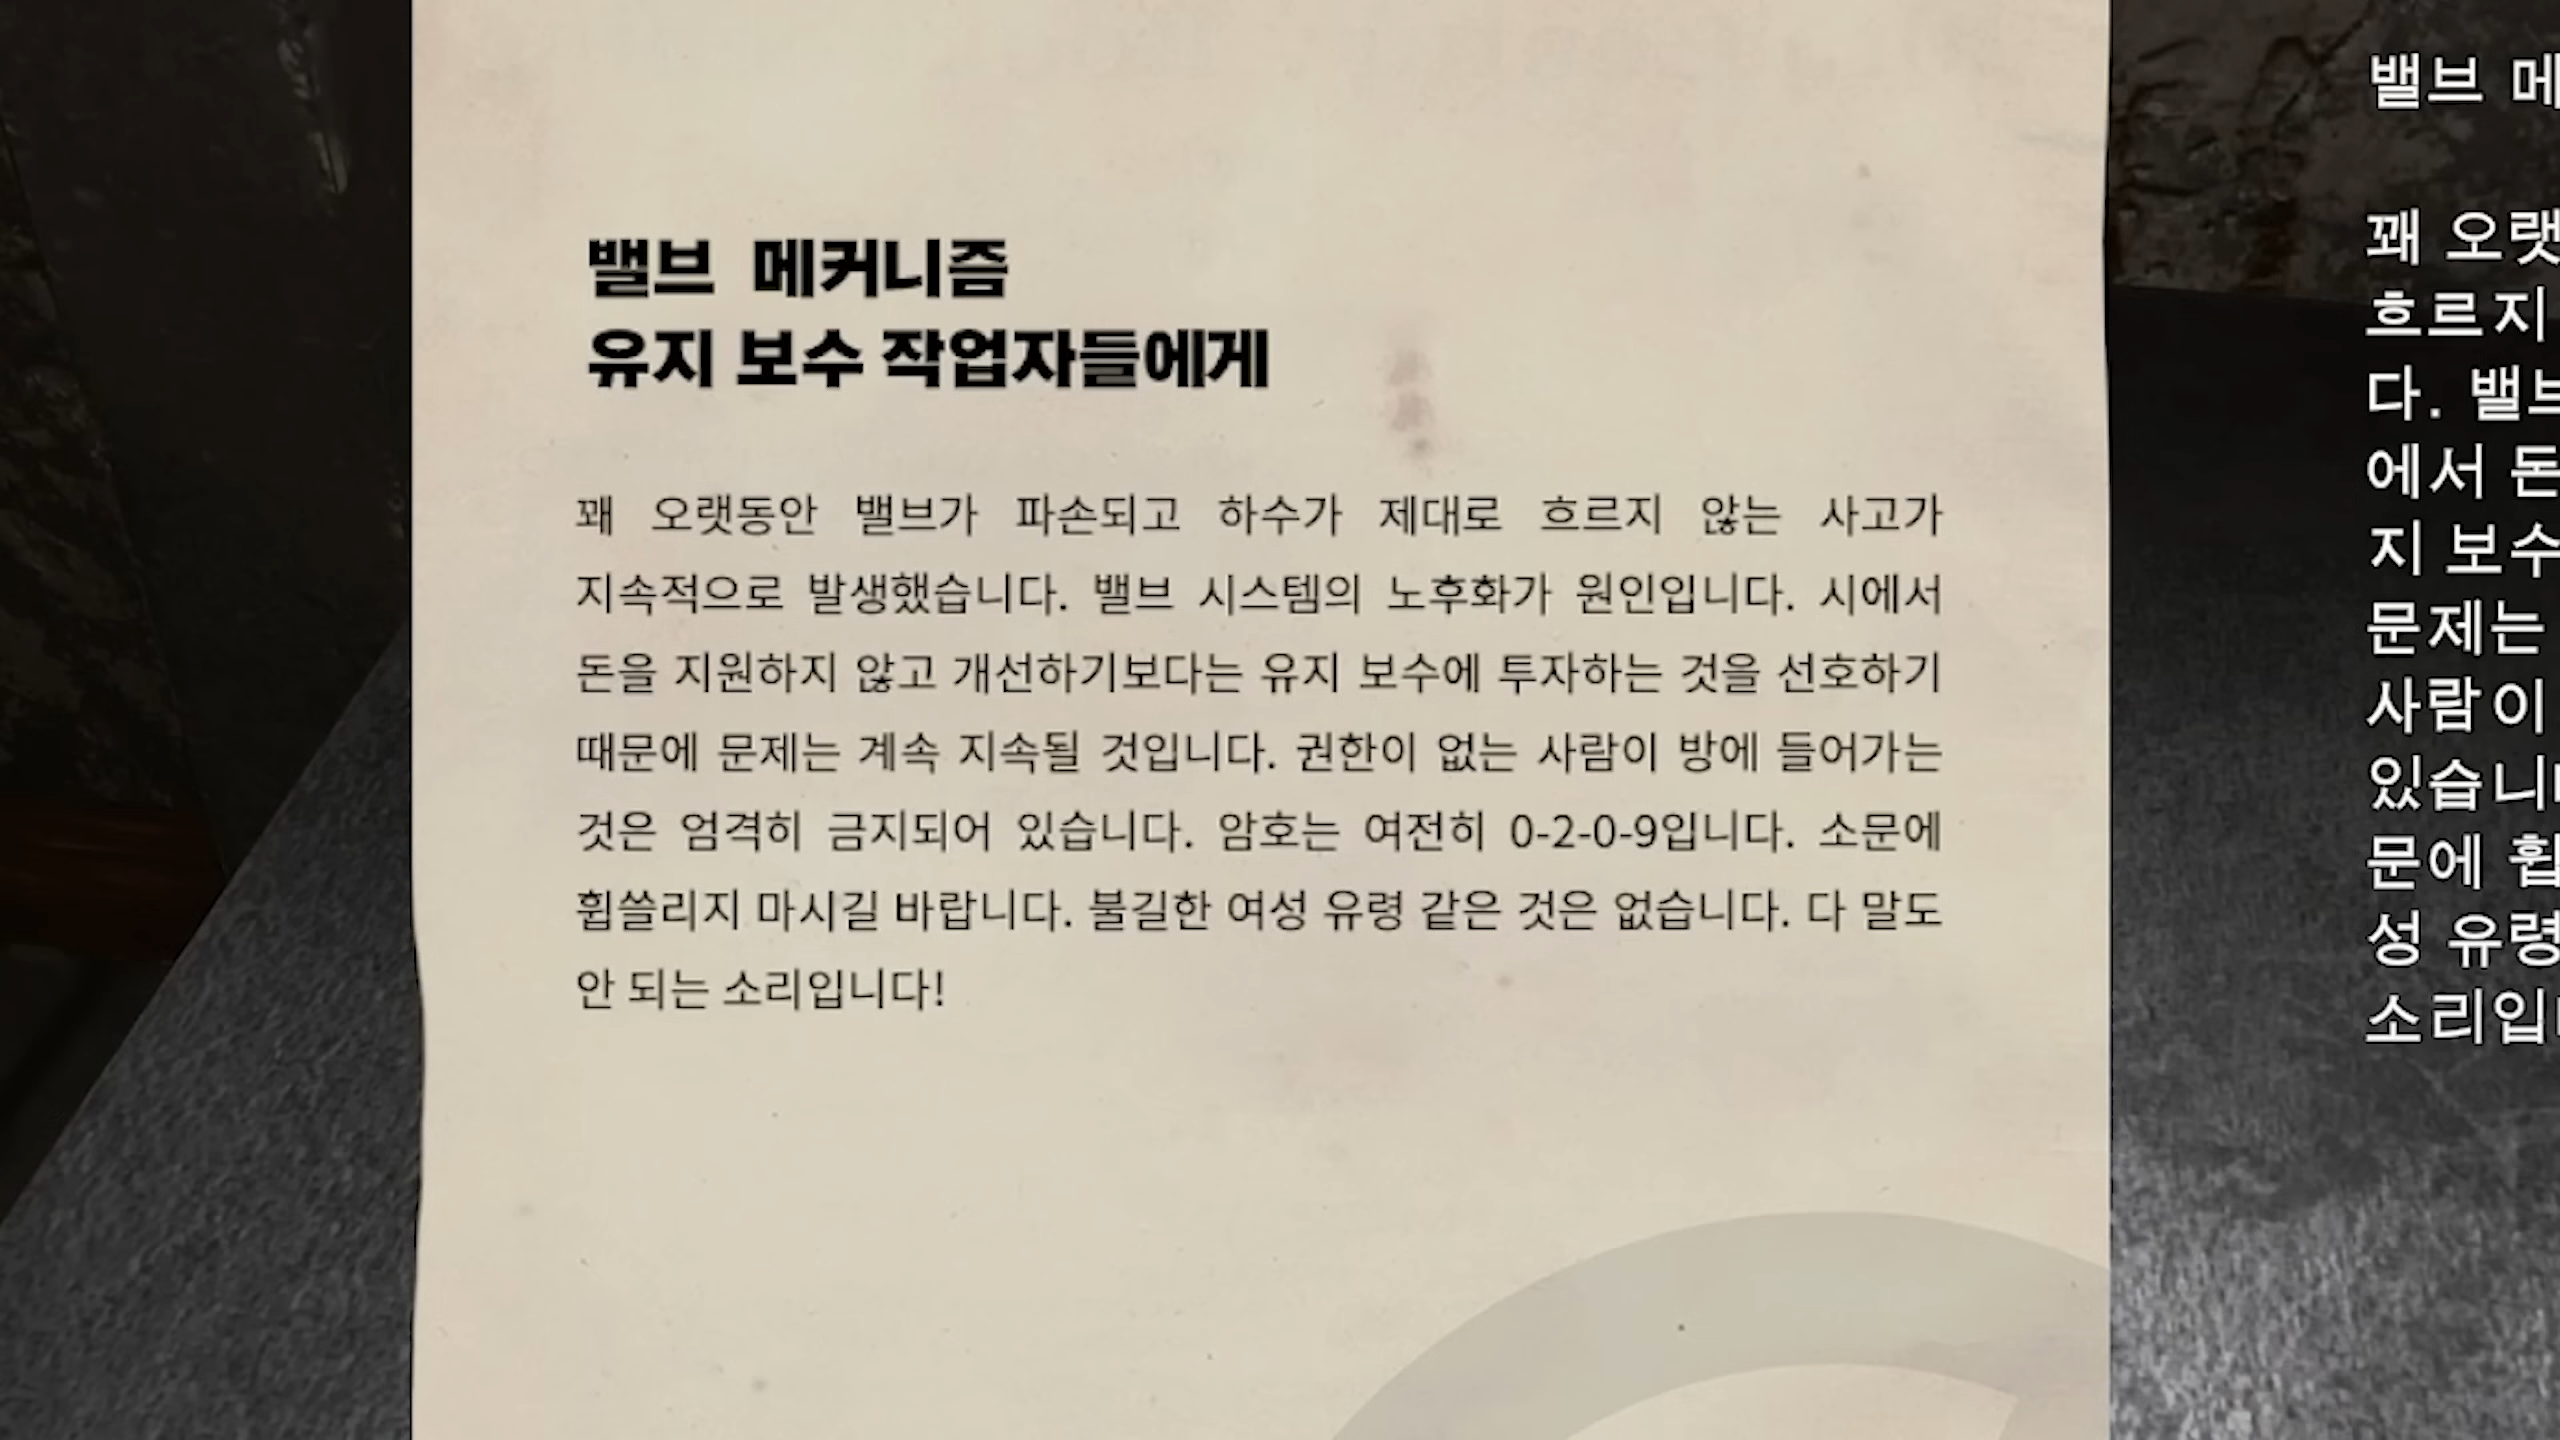 밸브 메커니즘
유지 보수 작업자들에게
꽤 오랫동안 밸브가 파손되고 하수가 제대로 흐르지 않는 사고가
지속적으로 발생했습니다. 밸브 시스템의 노후화가 원인입니다. 시에서
돈을 지원하지 않고 개선하기보다는 유지 보수에 투자하는 것을 선호하기
때문에 문제는 계속 지속될 것입니다. 권한이 없는 사람이 방에 들어가는
것은 엄격히 금지되어 있습니다. 암호는 여전히 0-2-0-9입니다. 소문에
휩쓸리지 마시길 바랍니다. 불길한 여성 유령 같은 것은 없습니다. 다 말도
안 되는 소리입니다!
밸브
꽤 오랫
흐르지
다. 밸브
에서 돈
지 보수
문제는
사람이
있습니
문에
성 유령
소리입